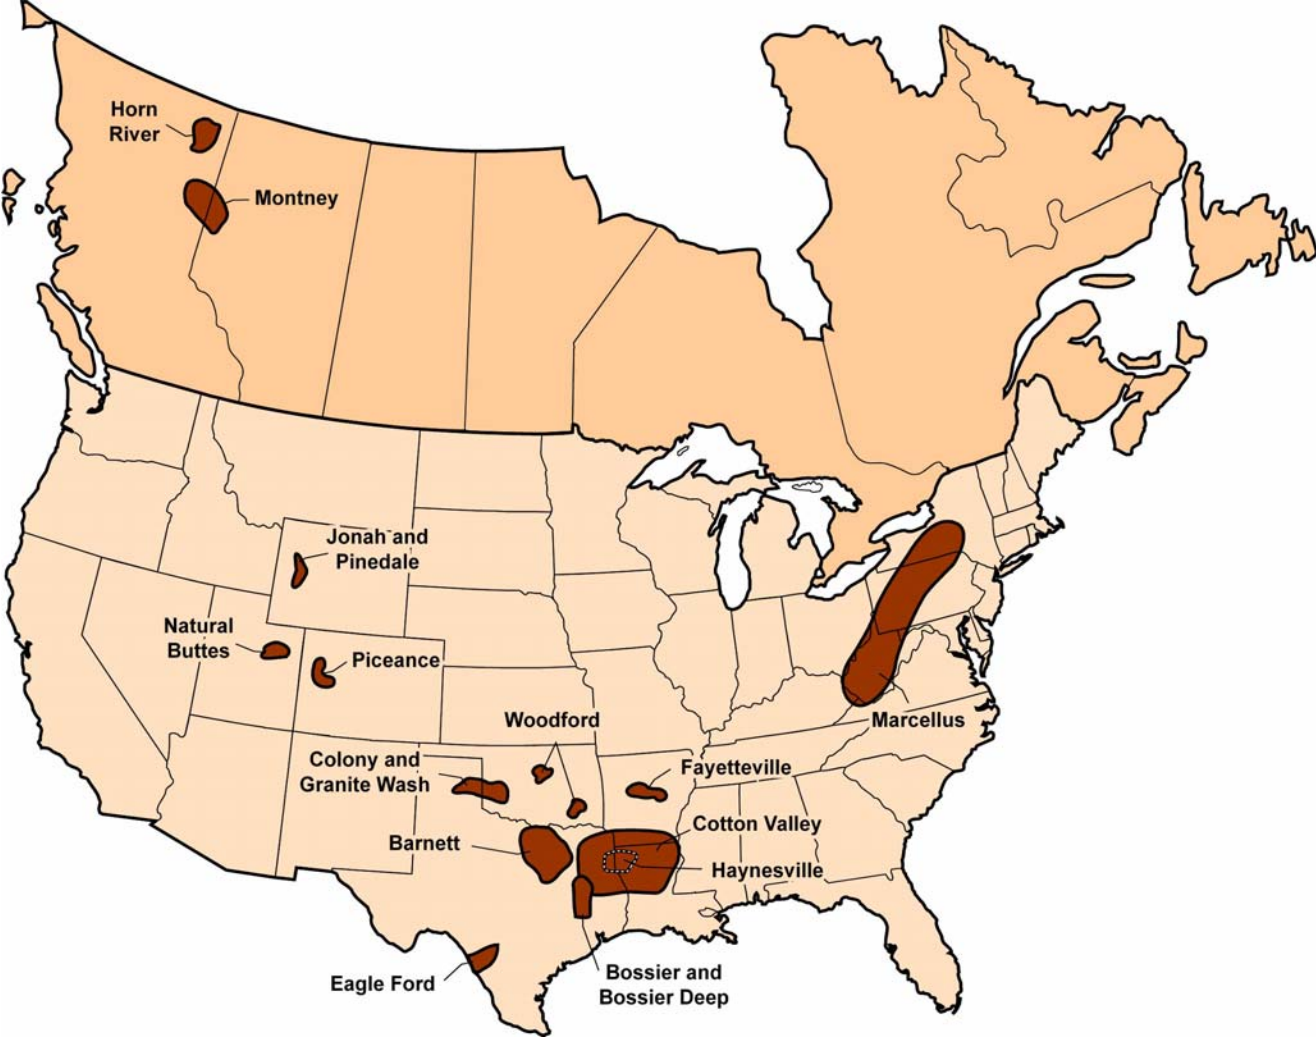 Horn
River
Montney
Jonah and
Pinedale
Natural
Buttes
Piceance
Woodford
Marcellus
Colony and
Granite Wash
Fayetteville
Cotton Valley
Barnett
Haynesville
Eagle Ford
Bossier and
Bossier Deep